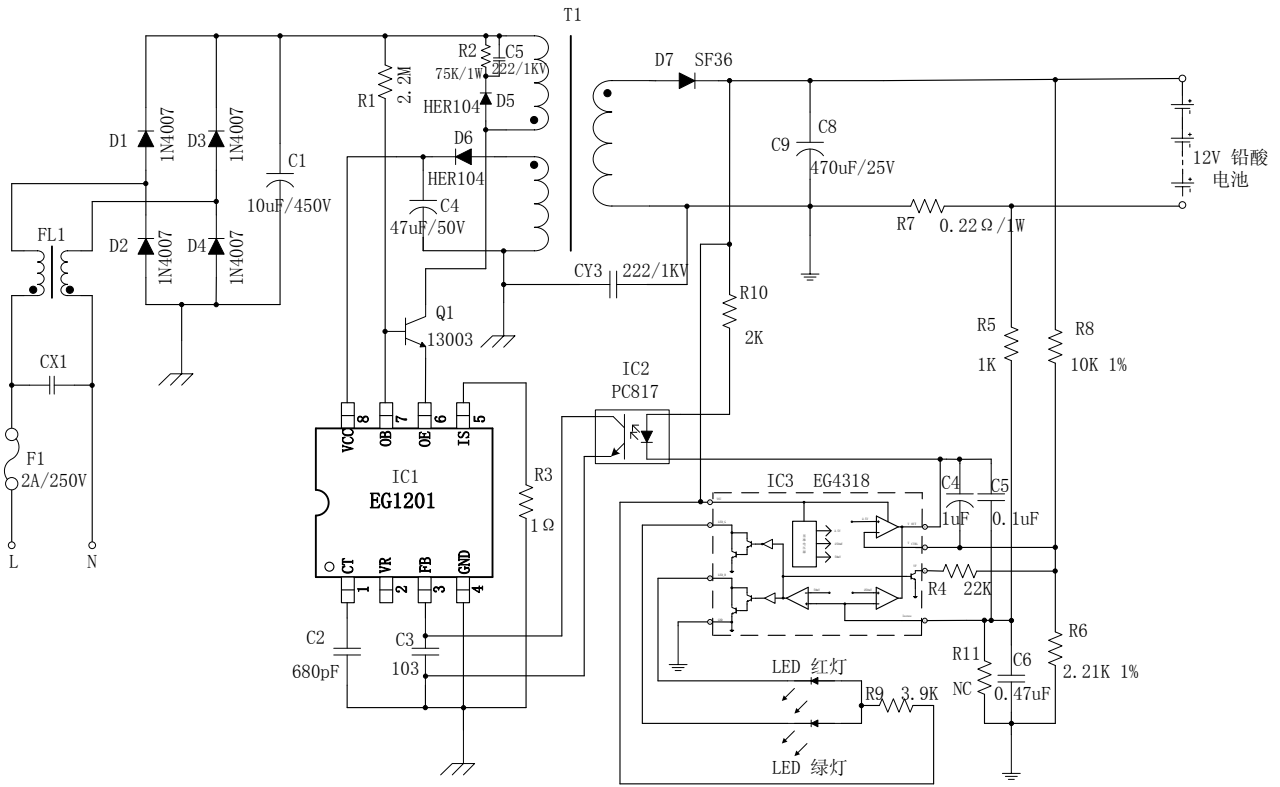 T1
R2
C5
75K/1W
222/1KV
D7
SF36
R1
2.2M
HER104
D5
D1
1N4007
D3
1N4007
D6
HER104
C1
10uF/450V
C4
47uF/50V
C8
C9
470uF/25V
12V 铅酸
电池
R7
0.22Ω/1W
FL1
D2
1N4007
D4
1N4007
CY3
222/1KV
R10
2K
Q1
13003
R5
1K
R8
10K 1%
CX1
IC2
PC817
F1
2A/250V
L
N
8
7
6
5
VCC
OB
OE
IS
IC1
EG1201
R3
1Ω
CT
VR
FB
GND
1
2
3
4
IC3 EG4318
C4
1uF
C5
0.1uF
R4
22K
C2
680pF
C3
103
R11
NC
C6
0.47uF
R6
2.21K 1%
LED 红灯
R9 3.9K
LED 绿灯